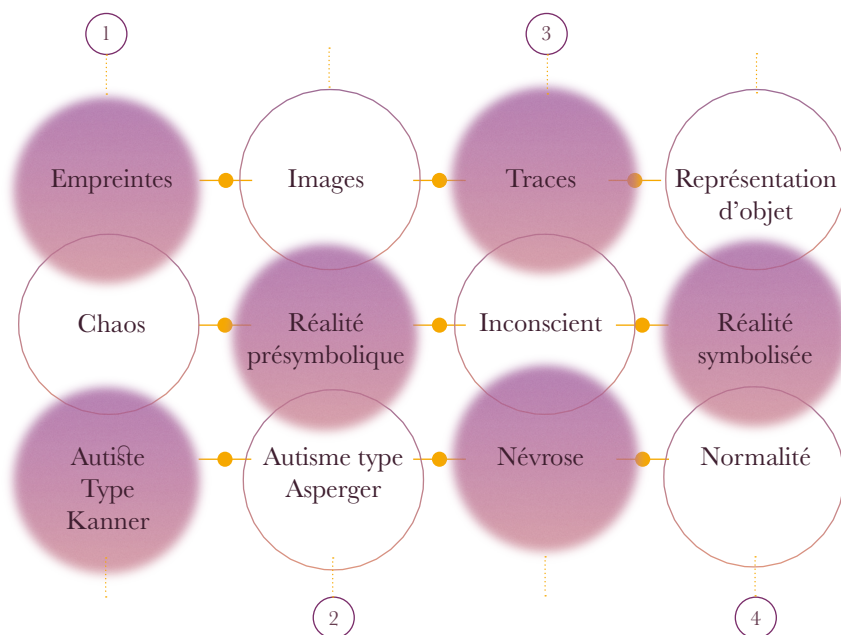 1
3
Empreintes
Images
Traces
Représentation
d'objet
Chaos
Réalité
présymbolique
Inconscient
Réalité
symbolisée
Autiste
Type
Kanner
Autisme type
Asperger
Névrose
Normalité
2
4